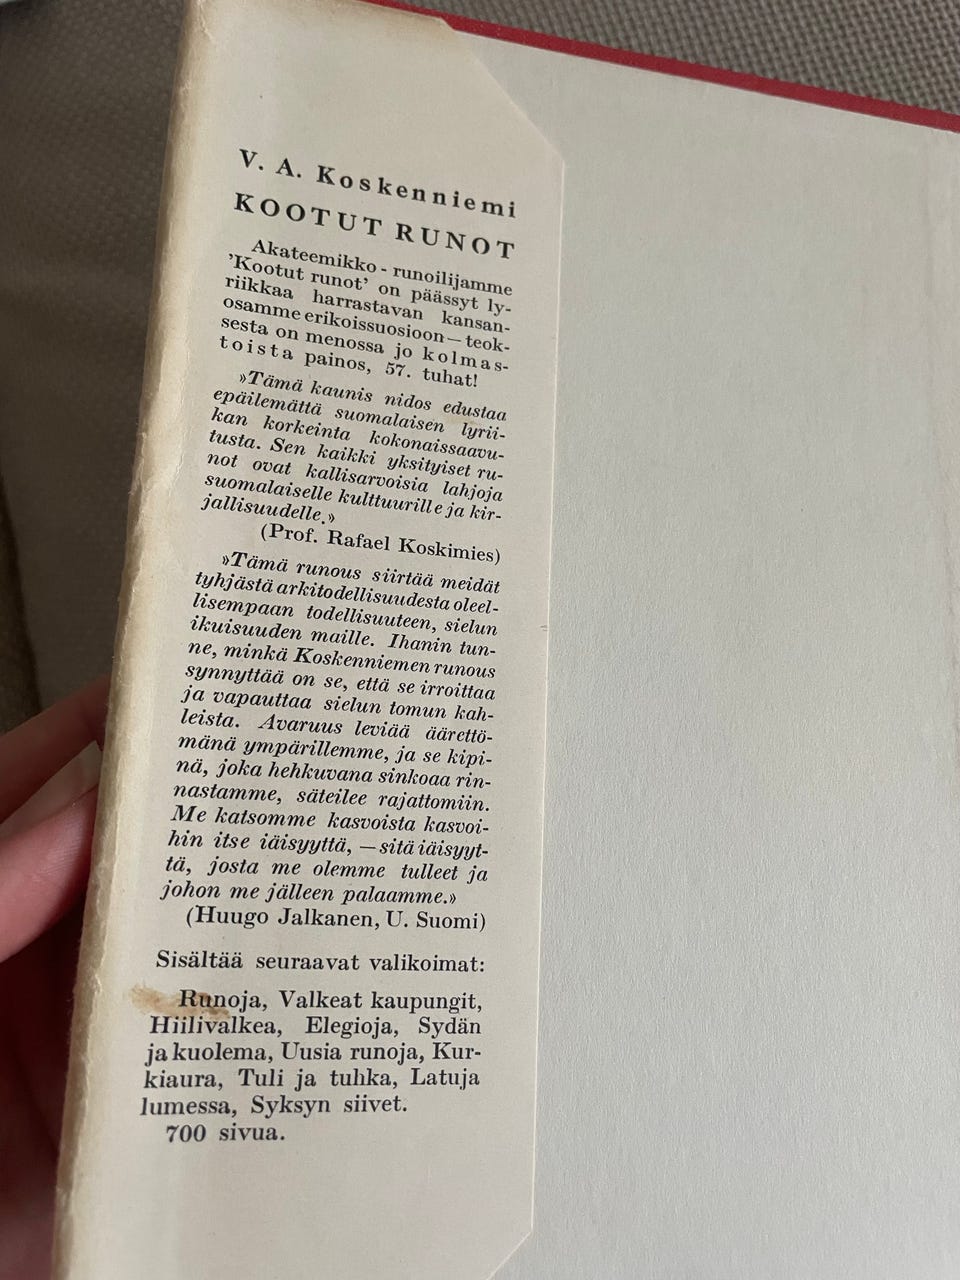 V. A. Koskenniemi
KOOTUT RUNOT
Akateemikko - runoilijamme
’Kootut runot’ on päässyt ly-
riikkaa harrastavan kansan-
osamme erikoissuosioon — teok-
sesta on menossa jo kolmas-
toista painos, 57. tuhat!
»Tämä kaunis nidos edustaa
epäilemättä suomalaisen lyrii-
kan korkeinta kokonaissaavu-
tusta. Sen kaikki yksityiset ru-
not ovat kallisarvoisia lahjoja
suomalaiselle kulttuurille ja kir-
jallisuudelle.»
(Prof. Rafael Koskimies)
»Tämä runous siirtää meidät
tyhjästä arkitodellisuudesta oleel-
lisempaan todellisuuteen, sielun
ikuisuuden maille. Ihanin tun-
ne, minkä Koskenniemen runous
synnyttää on se, että se irroittaa
ja vapauttaa sielun tomun kah-
leista. Avaruus leviää äärettö-
mänä ympärillemme, ja se kipi-
nä, joka hehkuvana sinkoaa rin-
nastamme, säteilee rajattomiin.
Me katsomme kasvoista kasvoi-
hin itse iäisyyttä, — sitä iäisyyt-
tä, josta me olemme tulleet ja
johon me jälleen palaamme.»
(Huugo Jalkanen, U. Suomi)
Sisältää seuraavat valikoimat:
Runoja, Valkeat kaupungit,
Hiilivalkea, Elegioja, Sydän
ja kuolema, Uusia runoja, Kur-
kiaura, Tuli ja tuhka, Latuja
lumessa, Syksyn siivet.
700 sivua.